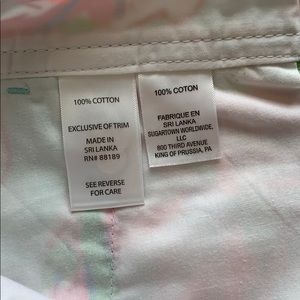 100% COTTON
EXCLUSIVE OF TRIM
MADE IN
SRI LANKA
RN# 88189
SEE REVERSE
FOR CARE
100% COTON
FABRIQUE EN
SRI LANKA
SUGARTOWN WORLDWIDE,
LLC
800 THIRD AVENUE
KING OF PRUSSIA, PA